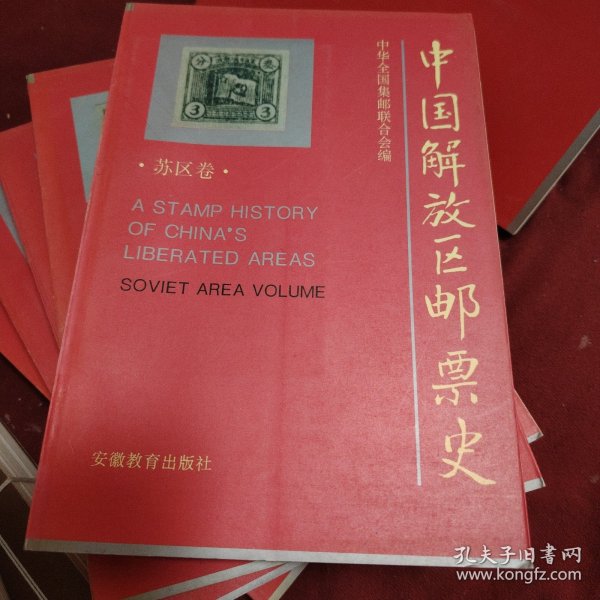 中国解放区邮票史
中华全国集邮联合会编
3 3
·苏区卷·
A STAMP HISTORY
OF CHINA'S
LIBERATED AREAS
SOVIET AREA VOLUME
安徽教育出版社
孔夫子旧书网
www.kongfz.com